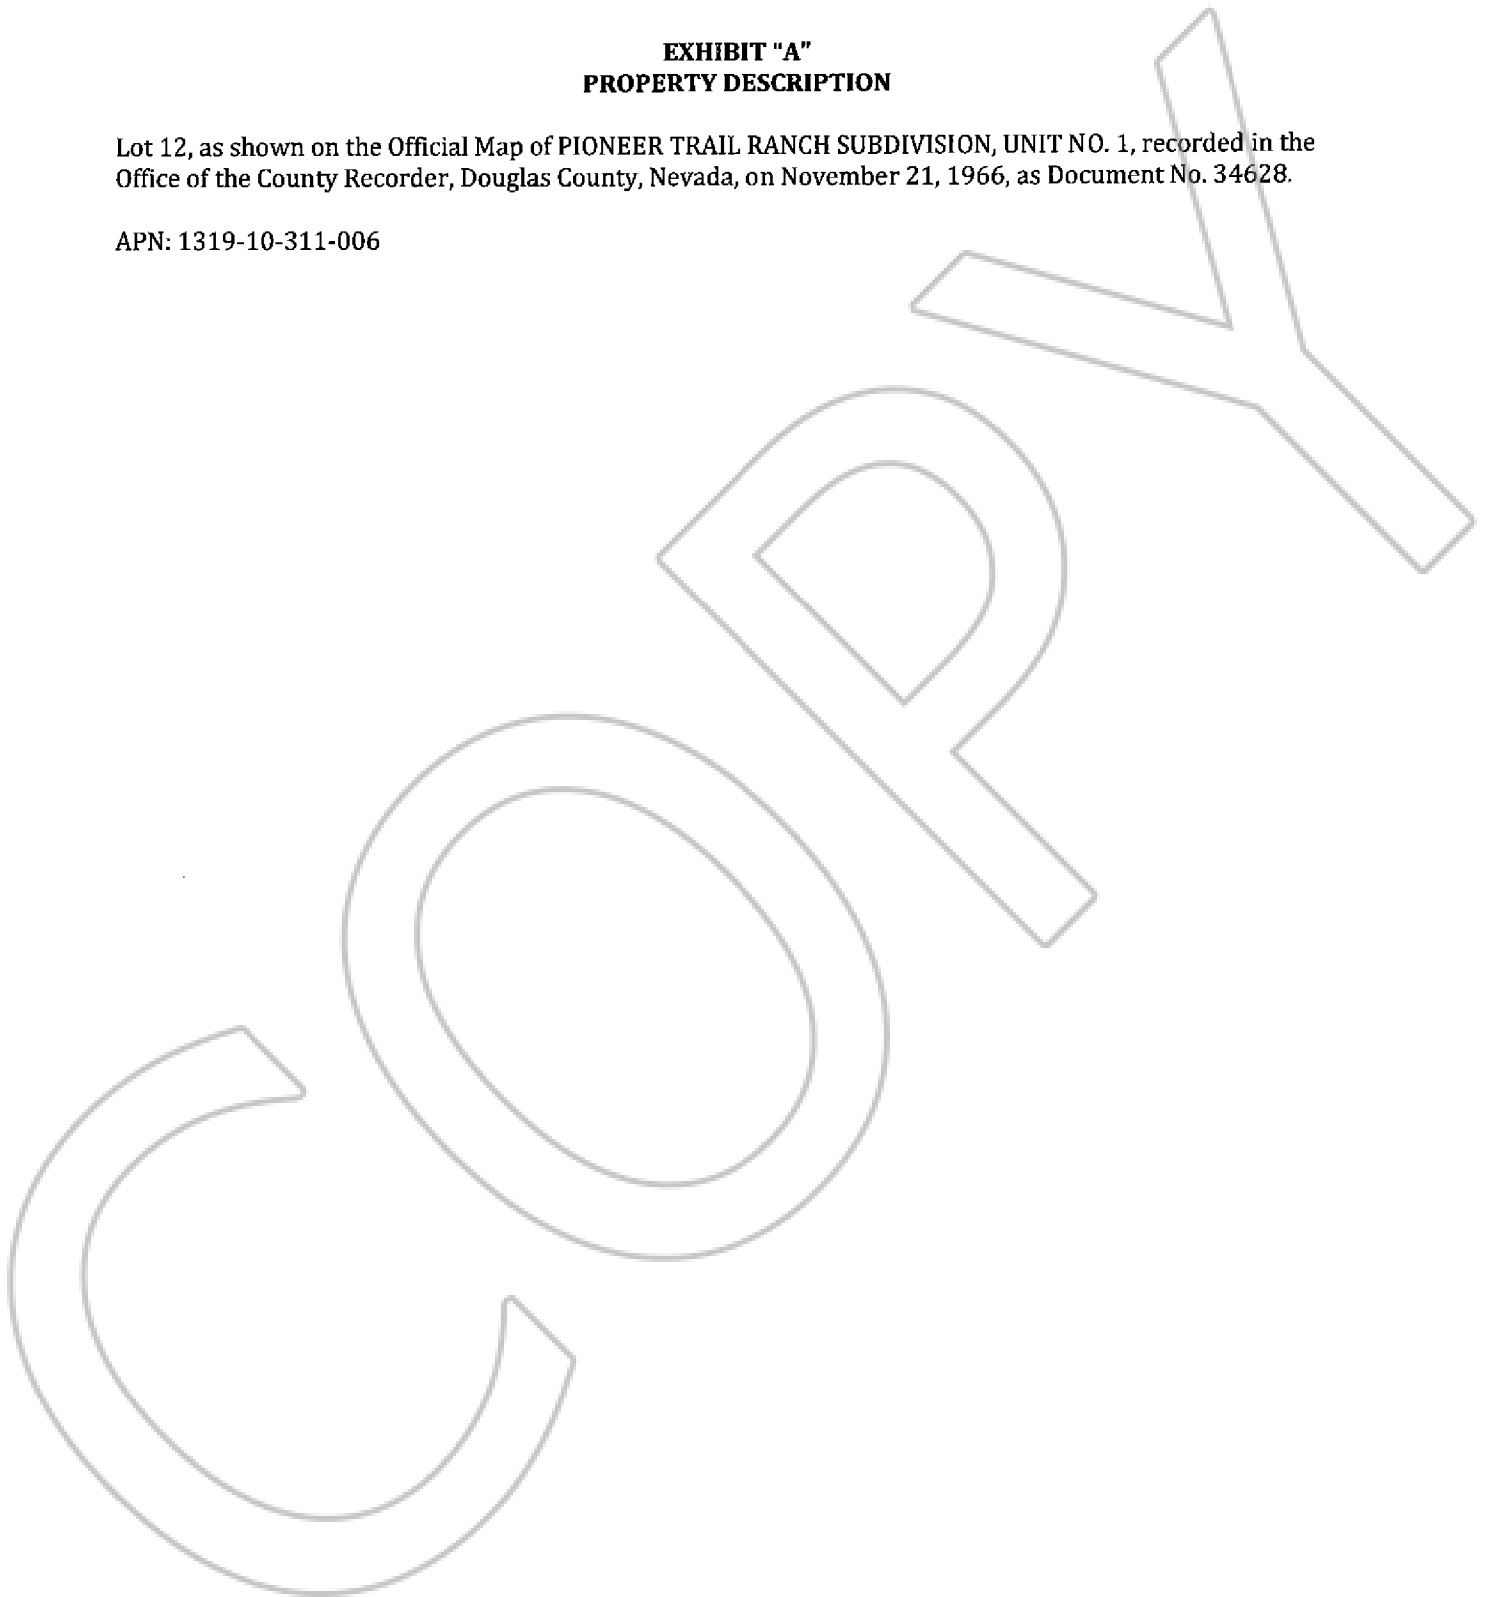 EXHIBIT “A”
PROPERTY DESCRIPTION
Lot 12, as shown on the Official Map of PIONEER TRAIL RANCH SUBDIVISION, UNIT NO. 1, recorded in the
Office of the County Recorder, Douglas County, Nevada, on November 21, 1966, as Document No. 34628.
APN: 1319-10-311-006
COPY